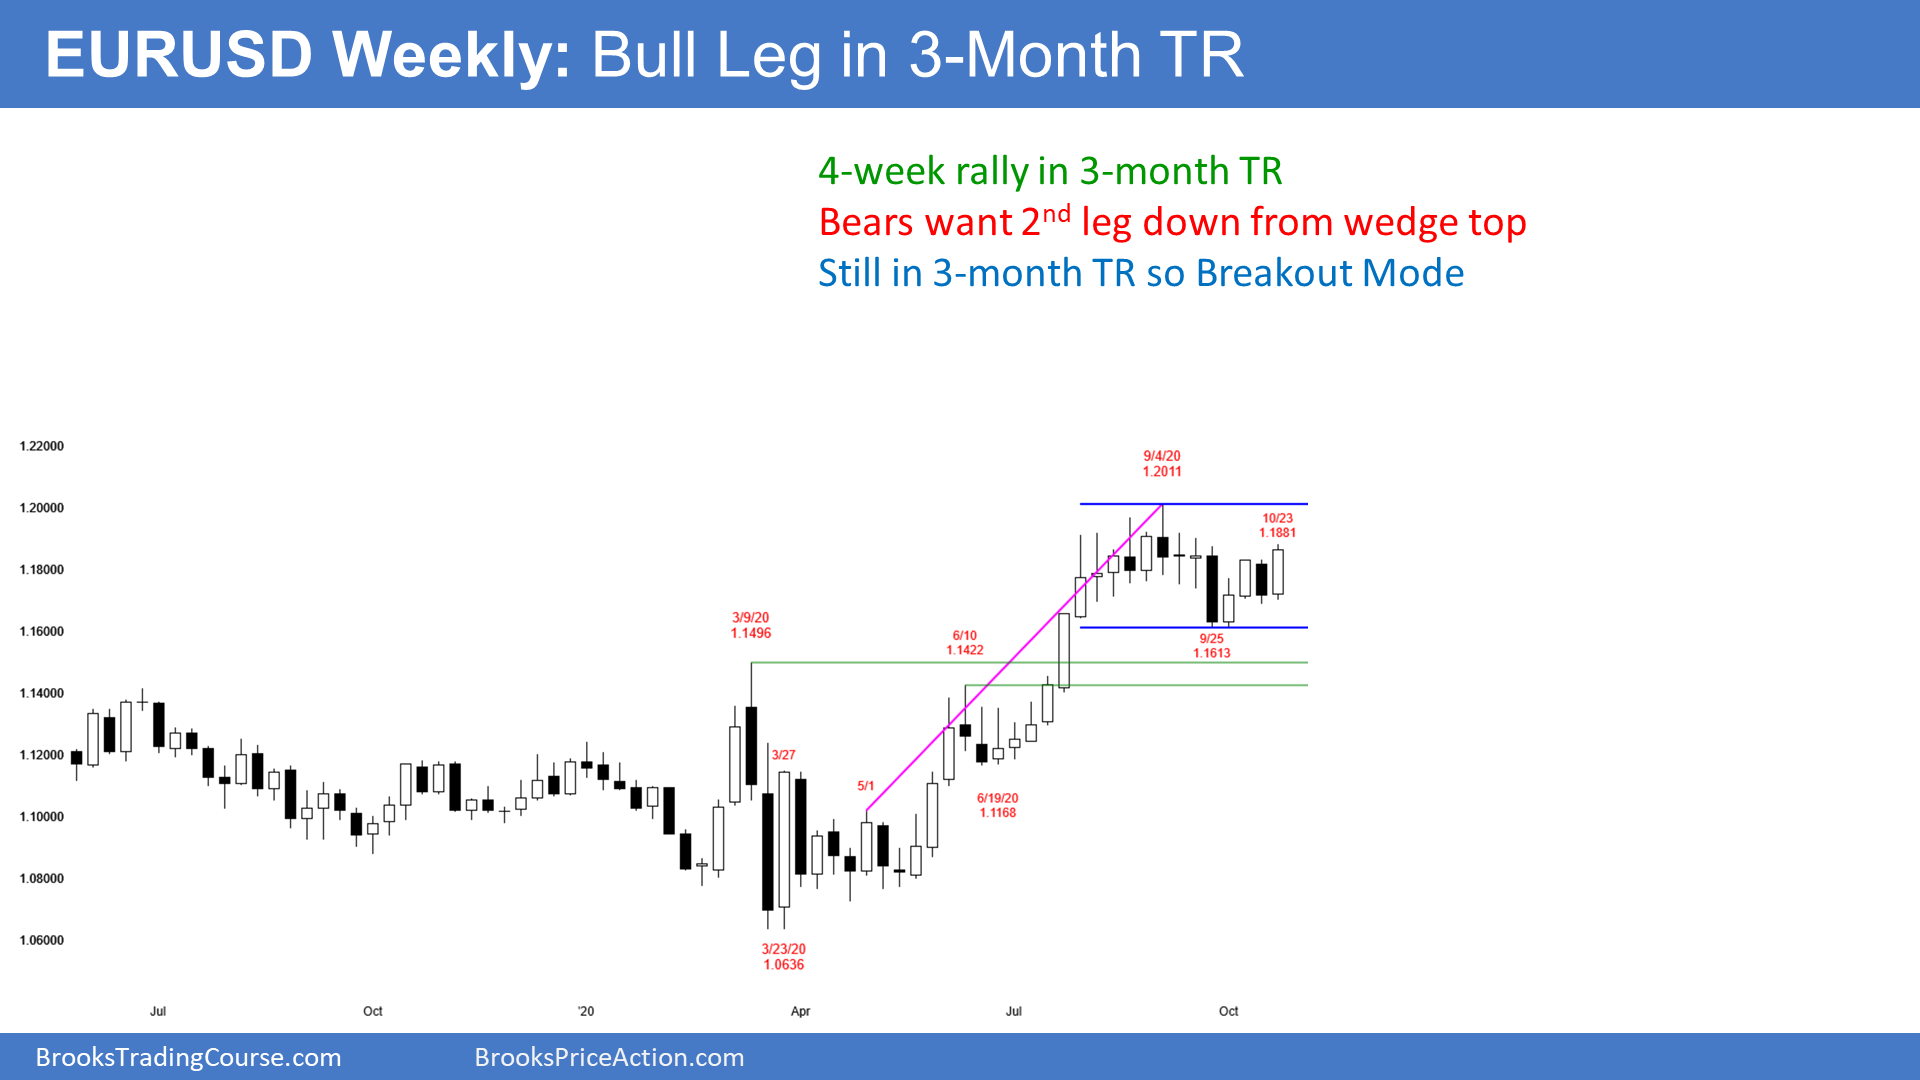 EURUSD Weekly: Bull Leg in 3-Month TR
4-week rally in 3-month TR
Bears want 2nd leg down from wedge top
Still in 3-month TR so Breakout Mode
1.22000
1.20000
1.18000
1.16000
1.14000
1.12000
1.10000
1.08000
1.06000
9/4/20
1.2011
10/23
1.1881
3/9/20
1.1496
6/10
1.1422
9/25
1.1613
3/27
5/1
6/19/20
1.1168
3/23/20
1.0636
Jul
Oct
'20
Apr
Jul
Oct
BrooksTradingCourse.com
BrooksPriceAction.com